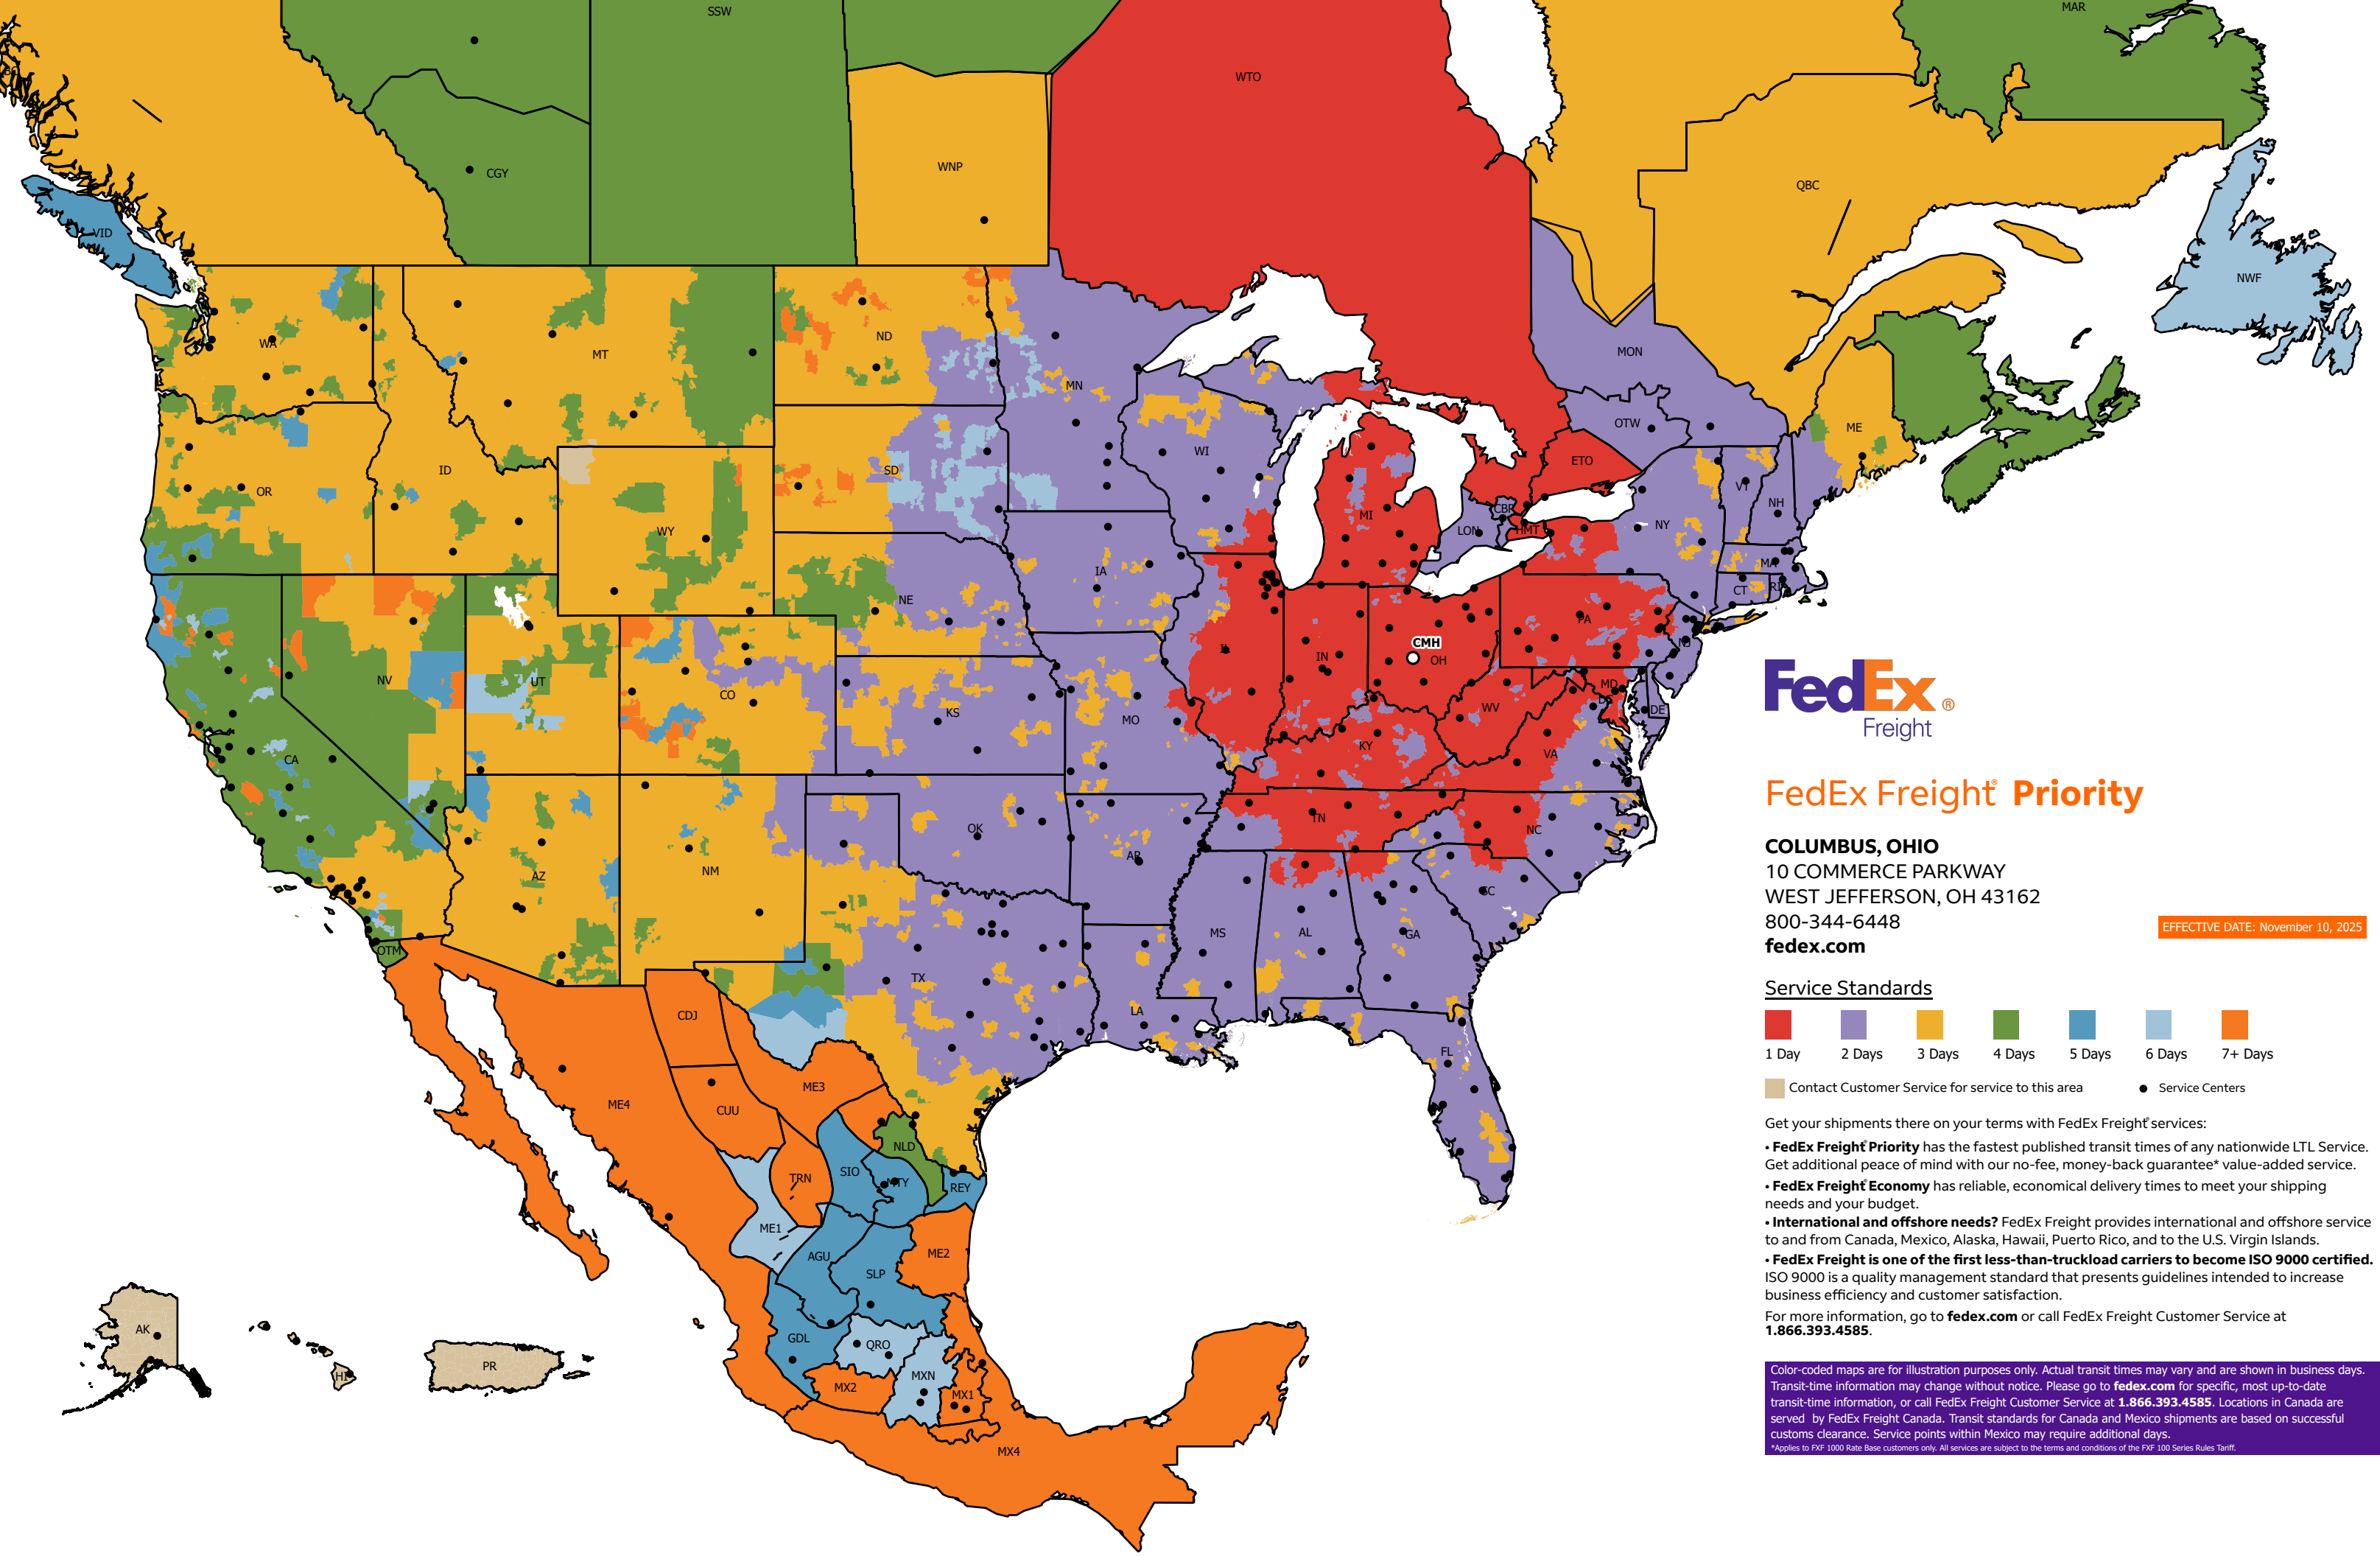 SSW
MAR
WTO
CGY
WNP
QBC
VID
NWF
WA
MT
ND
MON
MN
OTW
ME
ID
SD
WI
ETO
OR
VT
NH
MI
CBR
LON
HMT
NY
WY
IA
MA
NE
CT
RI
PA
CMH
OH
IL
IN
NJ
NV
UT
CO
MD
DC
DE
KS
MO
WV
KY
VA
CA
OK
TN
NC
AR
AZ
NM
SC
MS
AL
GA
OTM
TX
LA
CDJ
FL
ME3
ME4
CUU
NLD
TRN
SIO
MTY
REY
ME1
AGU
ME2
SLP
AK
GDL
QRO
PR
HI
MXN
MX2
MX1
MX4
FedEx®
Freight
FedEx Freight® Priority
COLUMBUS, OHIO
10 COMMERCE PARKWAY
WEST JEFFERSON, OH 43162
800-344-6448
fedex.com
EFFECTIVE DATE: November 10, 2025
Service Standards
1 Day 2 Days 3 Days 4 Days 5 Days 6 Days 7+ Days
Contact Customer Service for service to this area Service Centers
Get your shipments there on your terms with FedEx Freight® services:
• FedEx Freight® Priority has the fastest published transit times of any nationwide LTL Service.
Get additional peace of mind with our no-fee, money-back guarantee* value-added service.
• FedEx Freight® Economy has reliable, economical delivery times to meet your shipping
needs and your budget.
• International and offshore needs? FedEx Freight provides international and offshore service
to and from Canada, Mexico, Alaska, Hawaii, Puerto Rico, and to the U.S. Virgin Islands.
• FedEx Freight is one of the first less-than-truckload carriers to become ISO 9000 certified.
ISO 9000 is a quality management standard that presents guidelines intended to increase
business efficiency and customer satisfaction.
For more information, go to fedex.com or call FedEx Freight Customer Service at
1.866.393.4585.
Color-coded maps are for illustration purposes only. Actual transit times may vary and are shown in business days.
Transit-time information may change without notice. Please go to fedex.com for specific, most up-to-date
transit-time information, or call FedEx Freight Customer Service at 1.866.393.4585. Locations in Canada are
served by FedEx Freight Canada. Transit standards for Canada and Mexico shipments are based on successful
customs clearance. Service points within Mexico may require additional days.
*Applies to FXF 1000 Rate Base customers only. All services are subject to the terms and conditions of the FXF 100 Series Rules Tariff.